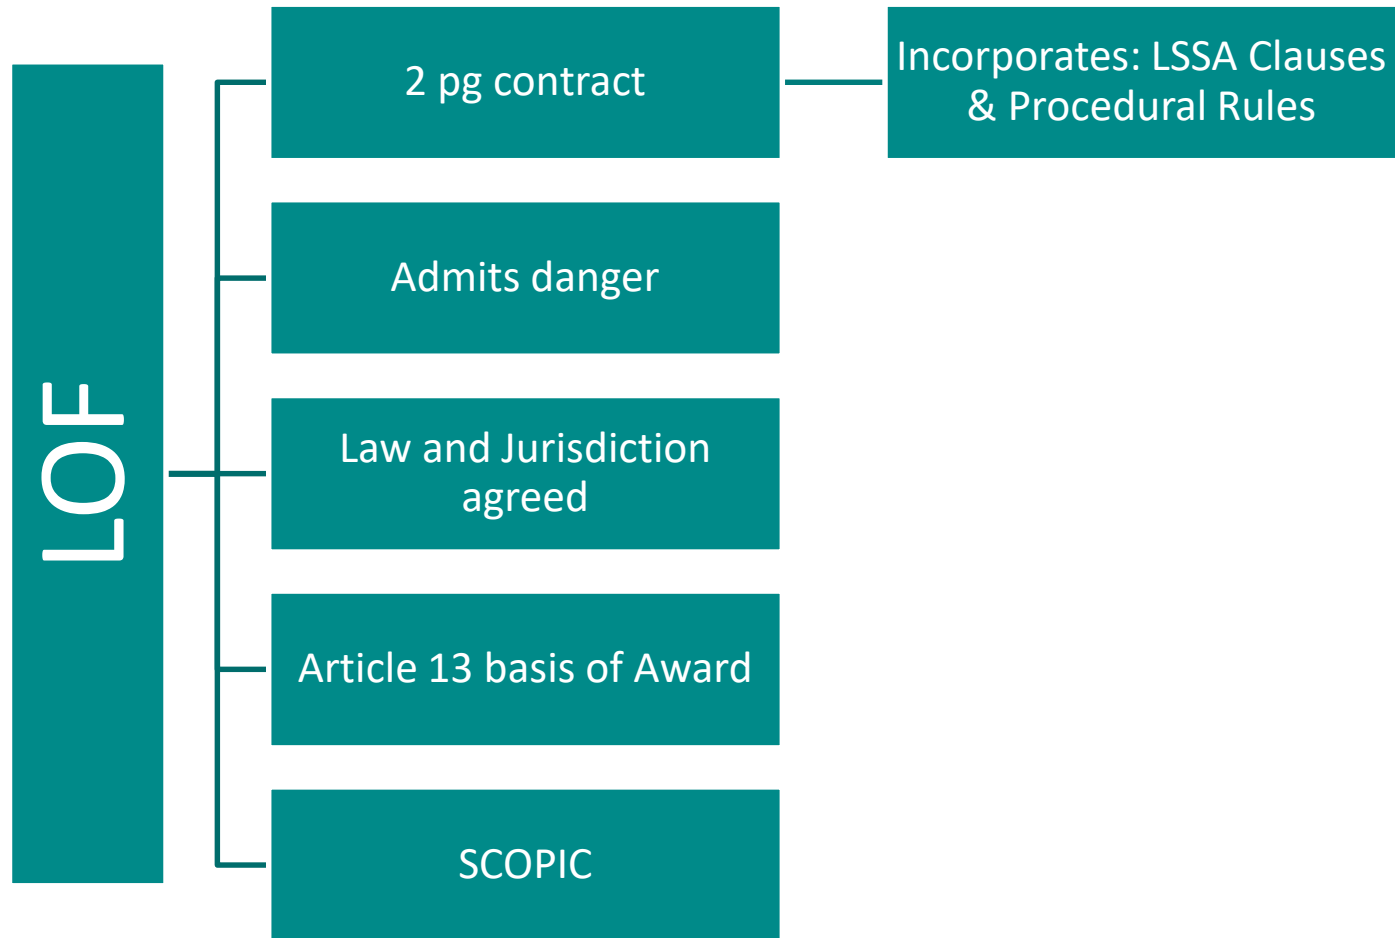 LOF
2 pg contract
Incorporates: LSSA Clauses
& Procedural Rules
Admits danger
Law and Jurisdiction
agreed
Article 13 basis of Award
SCOPIC